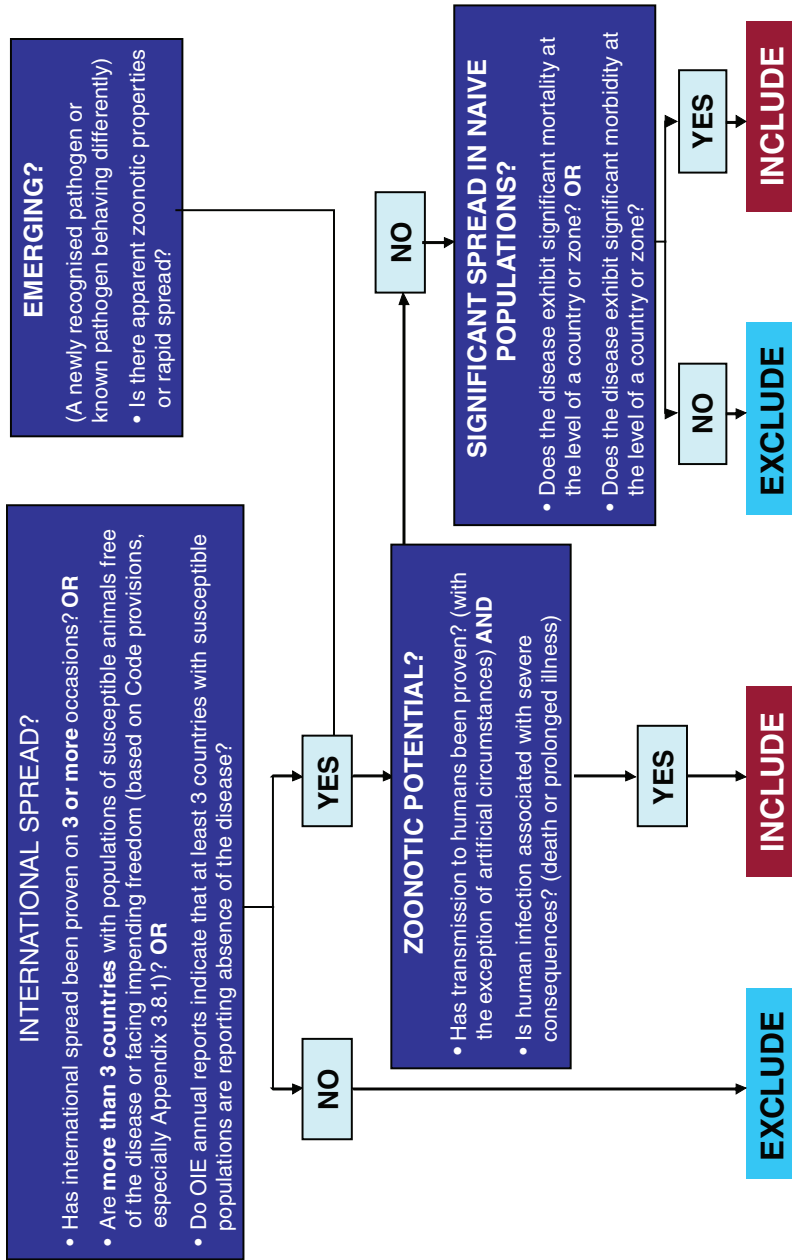 INTERNATIONAL SPREAD?
• Has international spread been proven on 3 or more occasions? OR
• Are more than 3 countries with populations of susceptible animals free
of the disease or facing impending freedom (based on Code provisions,
especially Appendix 3.8.1)? OR
• Do OIE annual reports indicate that at least 3 countries with susceptible
populations are reporting absence of the disease?
EMERGING?
(A newly recognised pathogen or
known pathogen behaving differently)
• Is there apparent zoonotic properties
or rapid spread?
NO
YES
ZOONOTIC POTENTIAL?
• Has transmission to humans been proven? (with
the exception of artificial circumstances) AND
• Is human infection associated with severe
consequences? (death or prolonged illness)
NO
SIGNIFICANT SPREAD IN NAIVE
POPULATIONS?
• Does the disease exhibit significant mortality at
the level of a country or zone? OR
• Does the disease exhibit significant morbidity at
the level of a country or zone?
YES
NO
YES
EXCLUDE
INCLUDE
EXCLUDE
INCLUDE